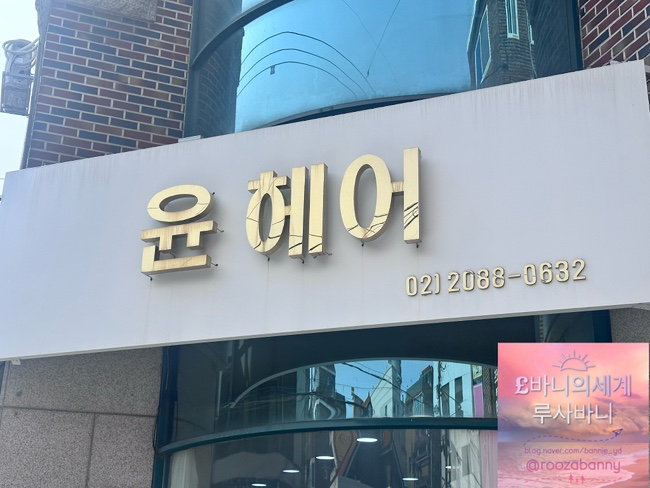 윤 헤어
02) 2088-0632
£바니의세계
루사바니
blog.naver.com/bannie_yd
@roozabanny